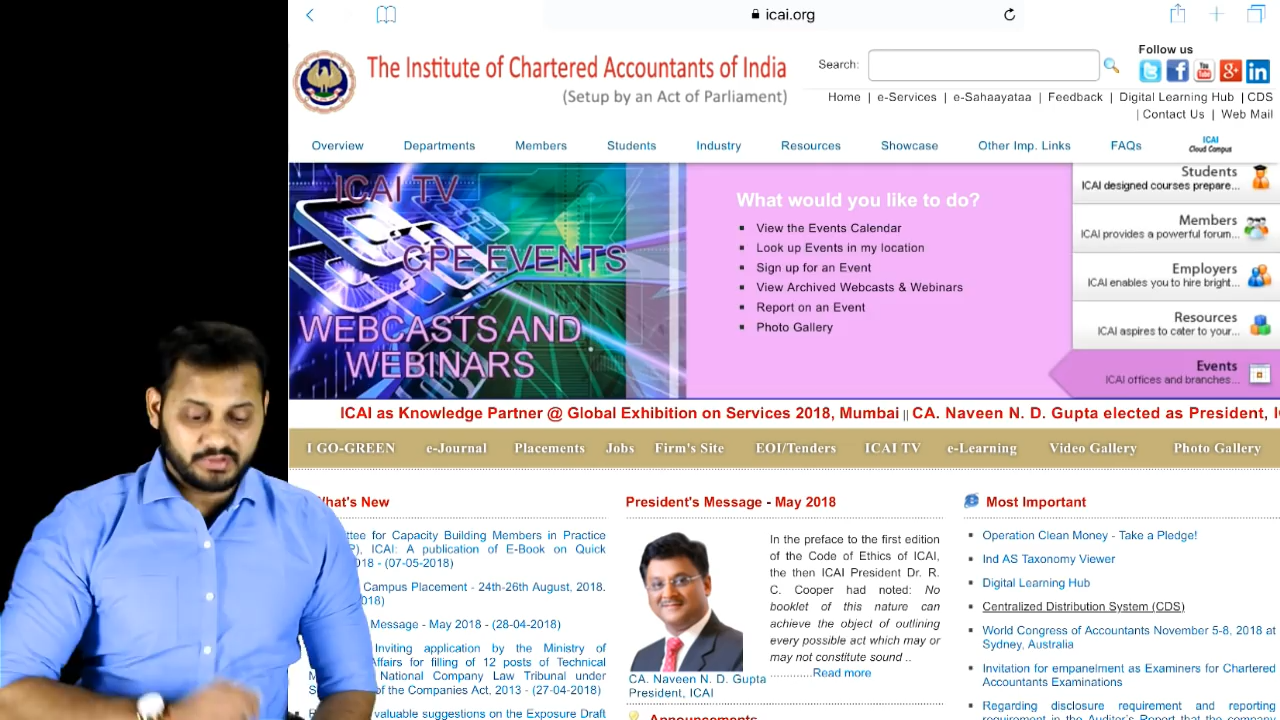 icai.org
The Institute of Chartered Accountants of India
(Setup by an Act of Parliament)
Search:
Follow us
Home | e-Services | e-Sahaayataa | Feedback | Digital Learning Hub | CDS
| Contact Us | Web Mail
Overview Departments Members Students Industry Resources Showcase Other Imp. Links FAQs ICAI Cloud Campus
ICAI TV
CPE EVENTS
WEBCASTS AND
WEBINARS
What would you like to do?
View the Events Calendar
Look up Events in my location
Sign up for an Event
View Archived Webcasts & Webinars
Report on an Event
Photo Gallery
Students
ICAI designed courses prepare...
Members
ICAI provides a powerful forum...
Employers
ICAI enables you to hire bright...
Resources
ICAI aspires to cater to your...
Events
ICAI offices and branches...
ICAI as Knowledge Partner @ Global Exhibition on Services 2018, Mumbai || CA. Naveen N. D. Gupta elected as President,
I GO-GREEN e-Journal Placements Jobs Firm's Site EOI/Tenders ICAI TV e-Learning Video Gallery Photo Gallery
hat's New
ttee for Capacity Building Members in Practice
P), ICAI: A publication of E-Book on Quick
018 - (07-05-2018)
Campus Placement - 24th-26th August, 2018.
018)
Message - May 2018 - (28-04-2018)
Inviting application by the Ministry of
Affairs for filling of 12 posts of Technical
National Company Law Tribunal under
of the Companies Act, 2013 - (27-04-2018)
valuable suggestions on the Exposure Draft
President's Message - May 2018
In the preface to the first edition
of the Code of Ethics of ICAI,
the then ICAI President Dr. R.
C. Cooper had noted: No
booklet of this nature can
achieve the object of outlining
every possible act which may or
may not constitute sound ..
.............Read more
CA. Naveen N. D. Gupta
President, ICAI
Announcements
Most Important
Operation Clean Money - Take a Pledge!
Ind AS Taxonomy Viewer
Digital Learning Hub
Centralized Distribution System (CDS)
World Congress of Accountants November 5-8, 2018 at
Sydney, Australia
Invitation for empanelment as Examiners for Chartered
Accountants Examinations
Regarding disclosure requirement and reporting
requirement in the Auditor's Report that the company